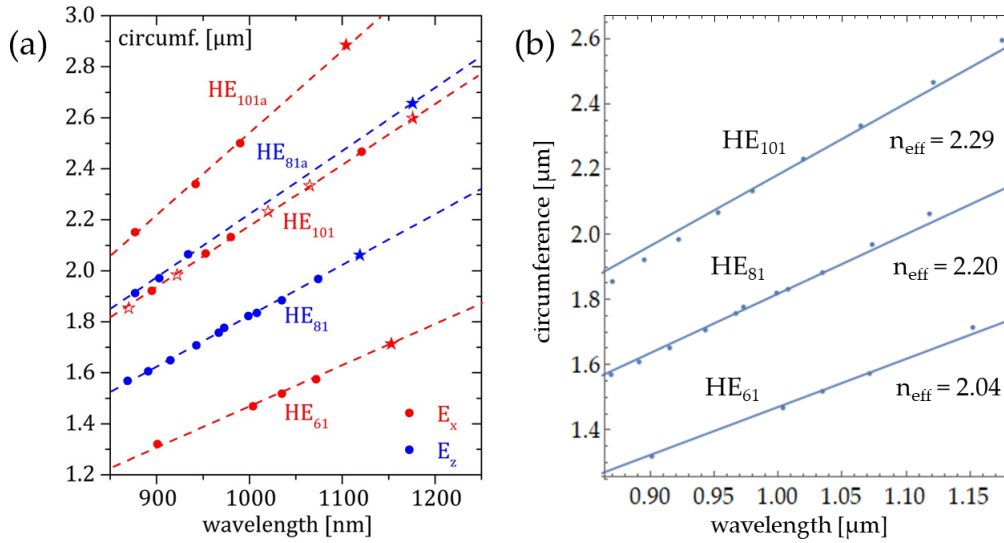 (a)
circumf. [µm]
3.0
2.8
2.6
2.4
2.2
2.0
1.8
1.6
1.4
1.2
HE101a
HE81a
HE101
HE81
HE61
Ex
Ez
900 1000 1100 1200
wavelength [nm]
(b)
circumference [µm]
2.6
2.4
2.2
2.0
1.8
1.6
1.4
HE101
neff = 2.29
HE81
neff = 2.20
HE61
neff = 2.04
0.90 0.95 1.00 1.05 1.10 1.15
wavelength [µm]